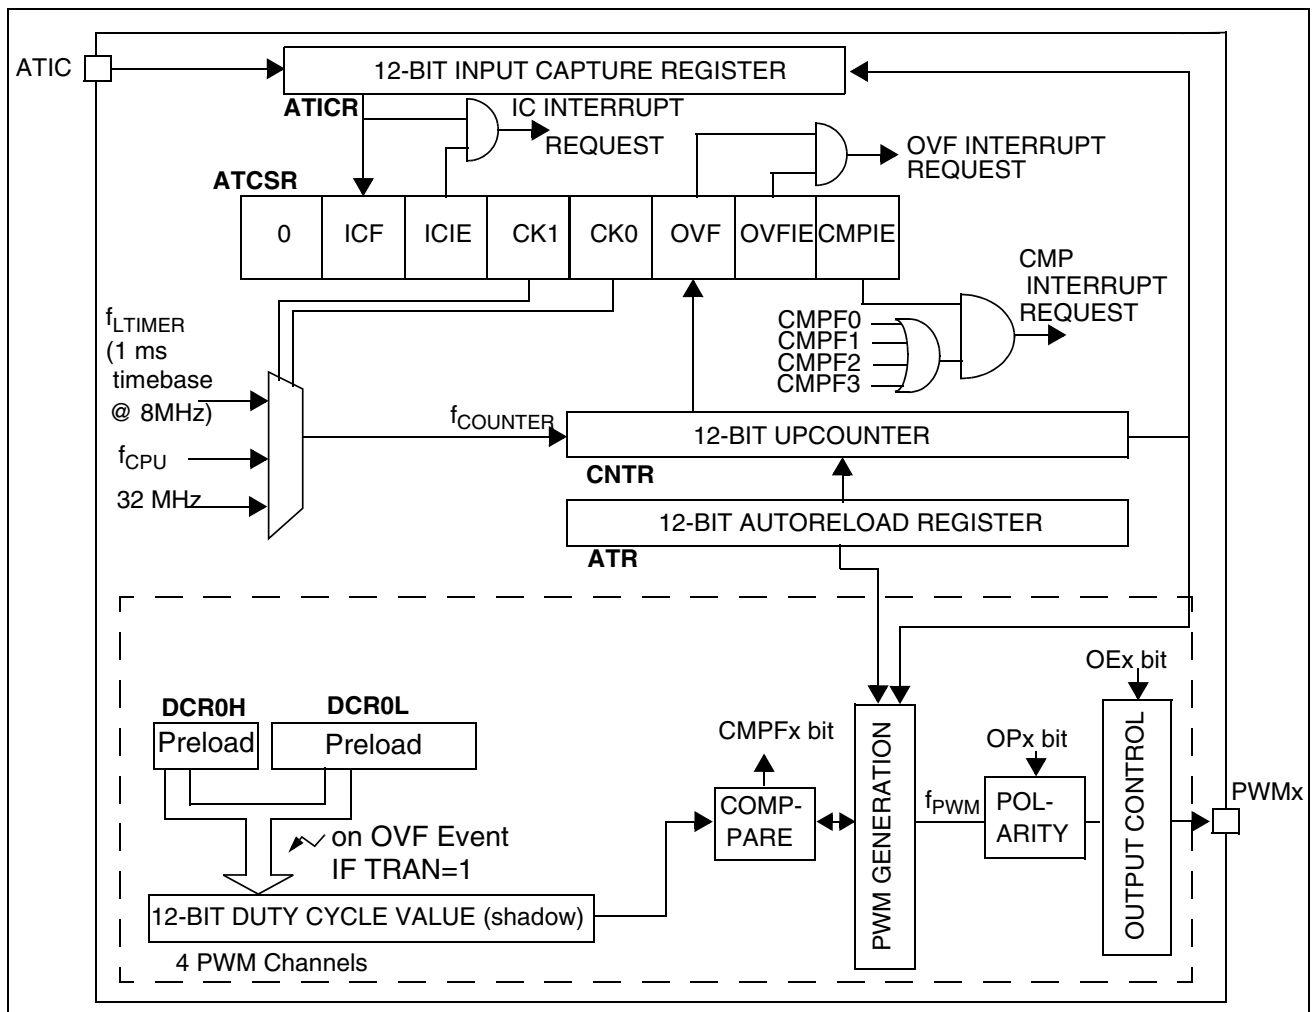 ATIC
12-BIT INPUT CAPTURE REGISTER
ATICR
IC INTERRUPT
REQUEST
OVF INTERRUPT
REQUEST
ATCSR
0 ICF ICIE CK1 CK0 OVF OVFIE CMPIE
CMP
INTERRUPT
REQUEST
CMPF0
CMPF1
CMPF2
CMPF3
fLTIMER
(1 ms
timebase
@ 8MHz)
fCPU
32 MHz
fCOUNTER
12-BIT UPCOUNTER
CNTR
12-BIT AUTORELOAD REGISTER
ATR
OEx bit
DCR0H
DCR0L
Preload
Preload
on OVF Event
IF TRAN=1
12-BIT DUTY CYCLE VALUE (shadow)
4 PWM Channels
CMPFx bit
COMP-
PARE
PWM GENERATION
fPWM
OPx bit
POL-
ARITY
OUTPUT CONTROL
PWMx